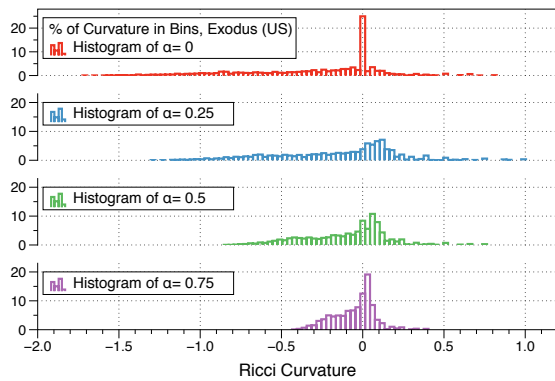 % of Curvature in Bins, Exodus (US)
Histogram of α= 0
20
10
0
Histogram of α= 0.25
20
10
0
Histogram of α= 0.5
20
10
0
Histogram of α= 0.75
20
10
0
−2.0 −1.5 −1.0 −0.5 0.0 0.5 1.0
Ricci Curvature